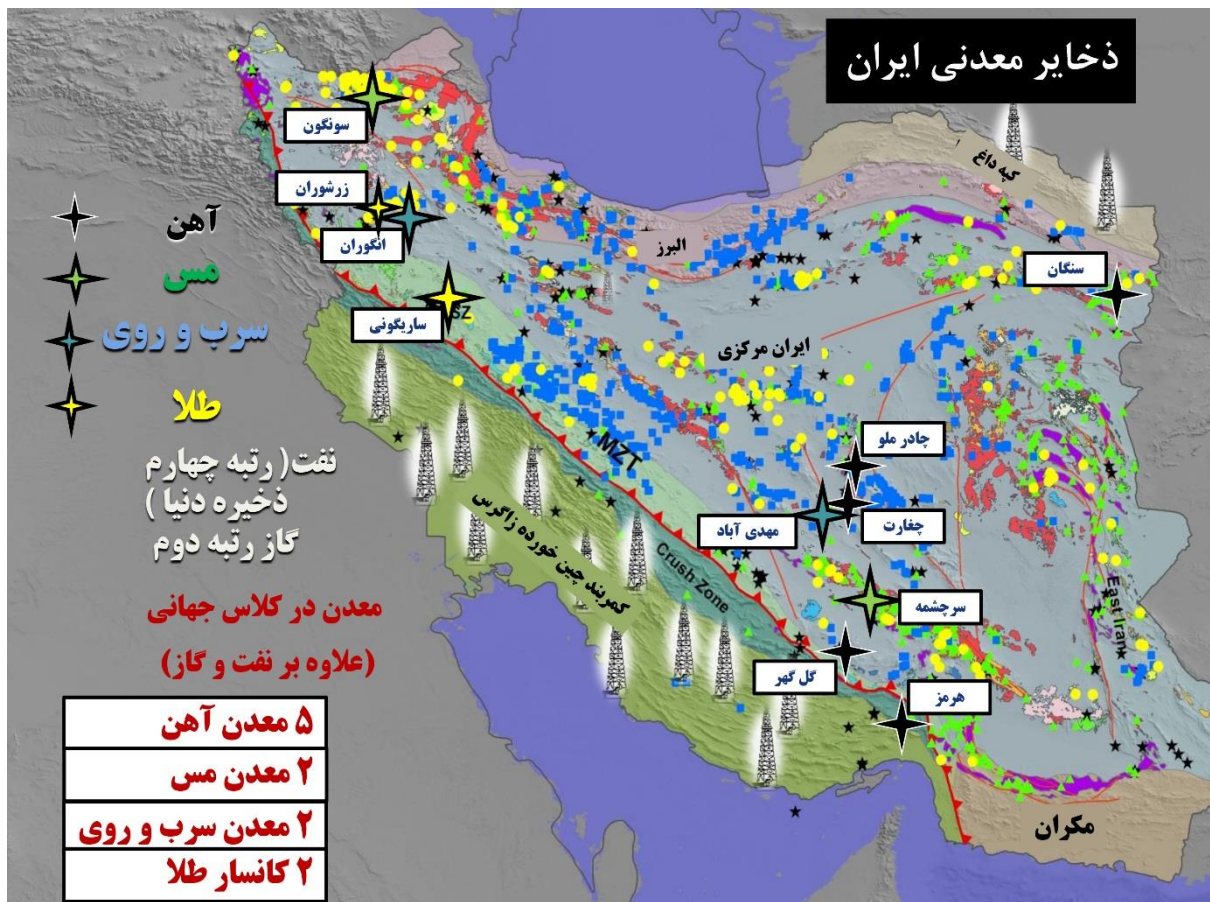 ذخایر معدنی ایران
کپه داغ
سونگون
زرشوران
انگوران
البرز
سنگان
آهن
مس
سرب و روی
طلا
SZ
ساریگونی
ایران مرکزی
چادر ملو
چغارت
مهدی آباد
MZT
نفت( رتبه چهارم
ذخیره دنیا )
گاز رتبه دوم
کمربند چین خورده زاگرس
Crush Zone
سرچشمه
East Iran
معدن در کلاس جهانی
(علاوه بر نفت و گاز)
گل گهر
هرمز
مکران
۵ معدن آهن
۲ معدن مس
۲ معدن سرب و روی
۲ کانسار طلا